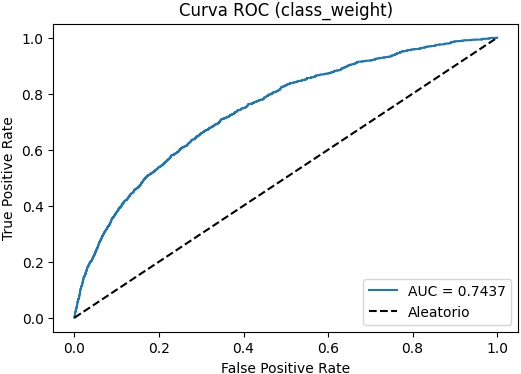 Curva ROC (class_weight)
True Positive Rate
1.0
0.8
0.6
0.4
0.2
0.0
AUC = 0.7437
Aleatorio
0.0 0.2 0.4 0.6 0.8 1.0
False Positive Rate